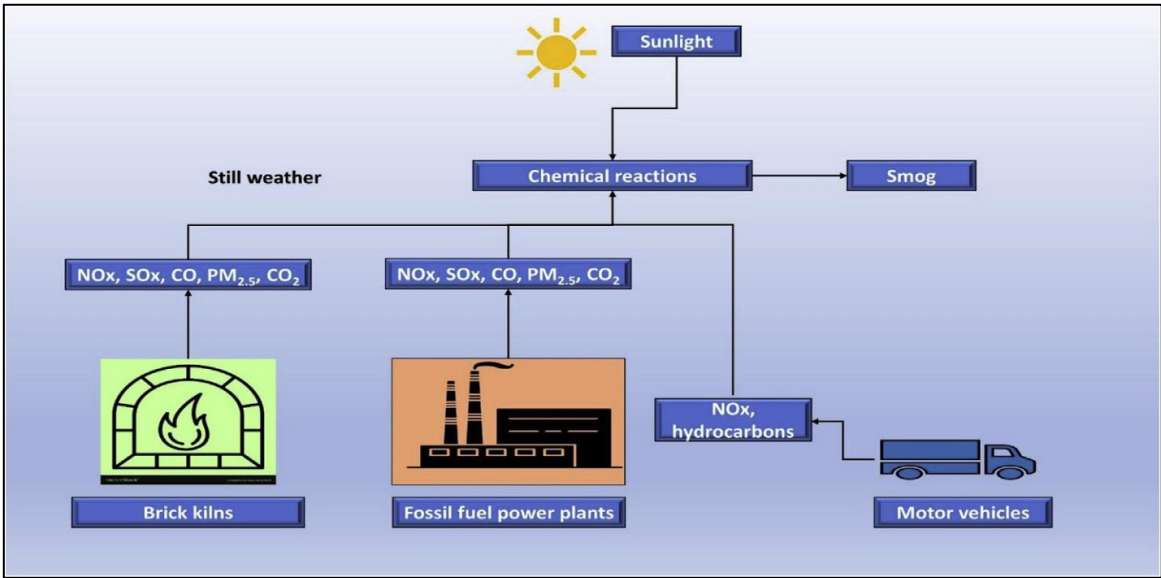 Sunlight
Still weather
Chemical reactions
Smog
NOx, SOx, CO, PM2.5, CO2
NOx, SOx, CO, PM2.5, CO2
NOx,
hydrocarbons
Brick kilns
Fossil fuel power plants
Motor vehicles